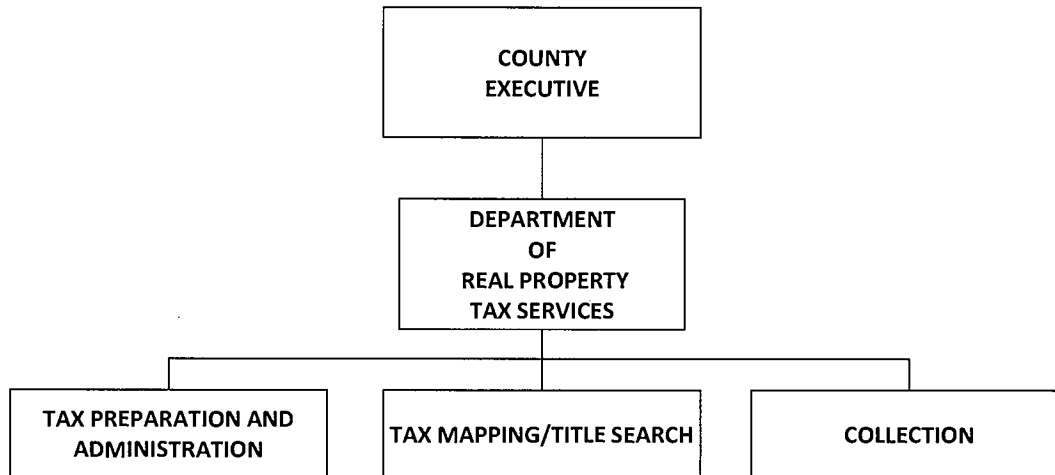 COUNTY
EXECUTIVE
DEPARTMENT
OF
REAL PROPERTY
TAX SERVICES
TAX PREPARATION AND
ADMINISTRATION
TAX MAPPING/TITLE SEARCH
COLLECTION